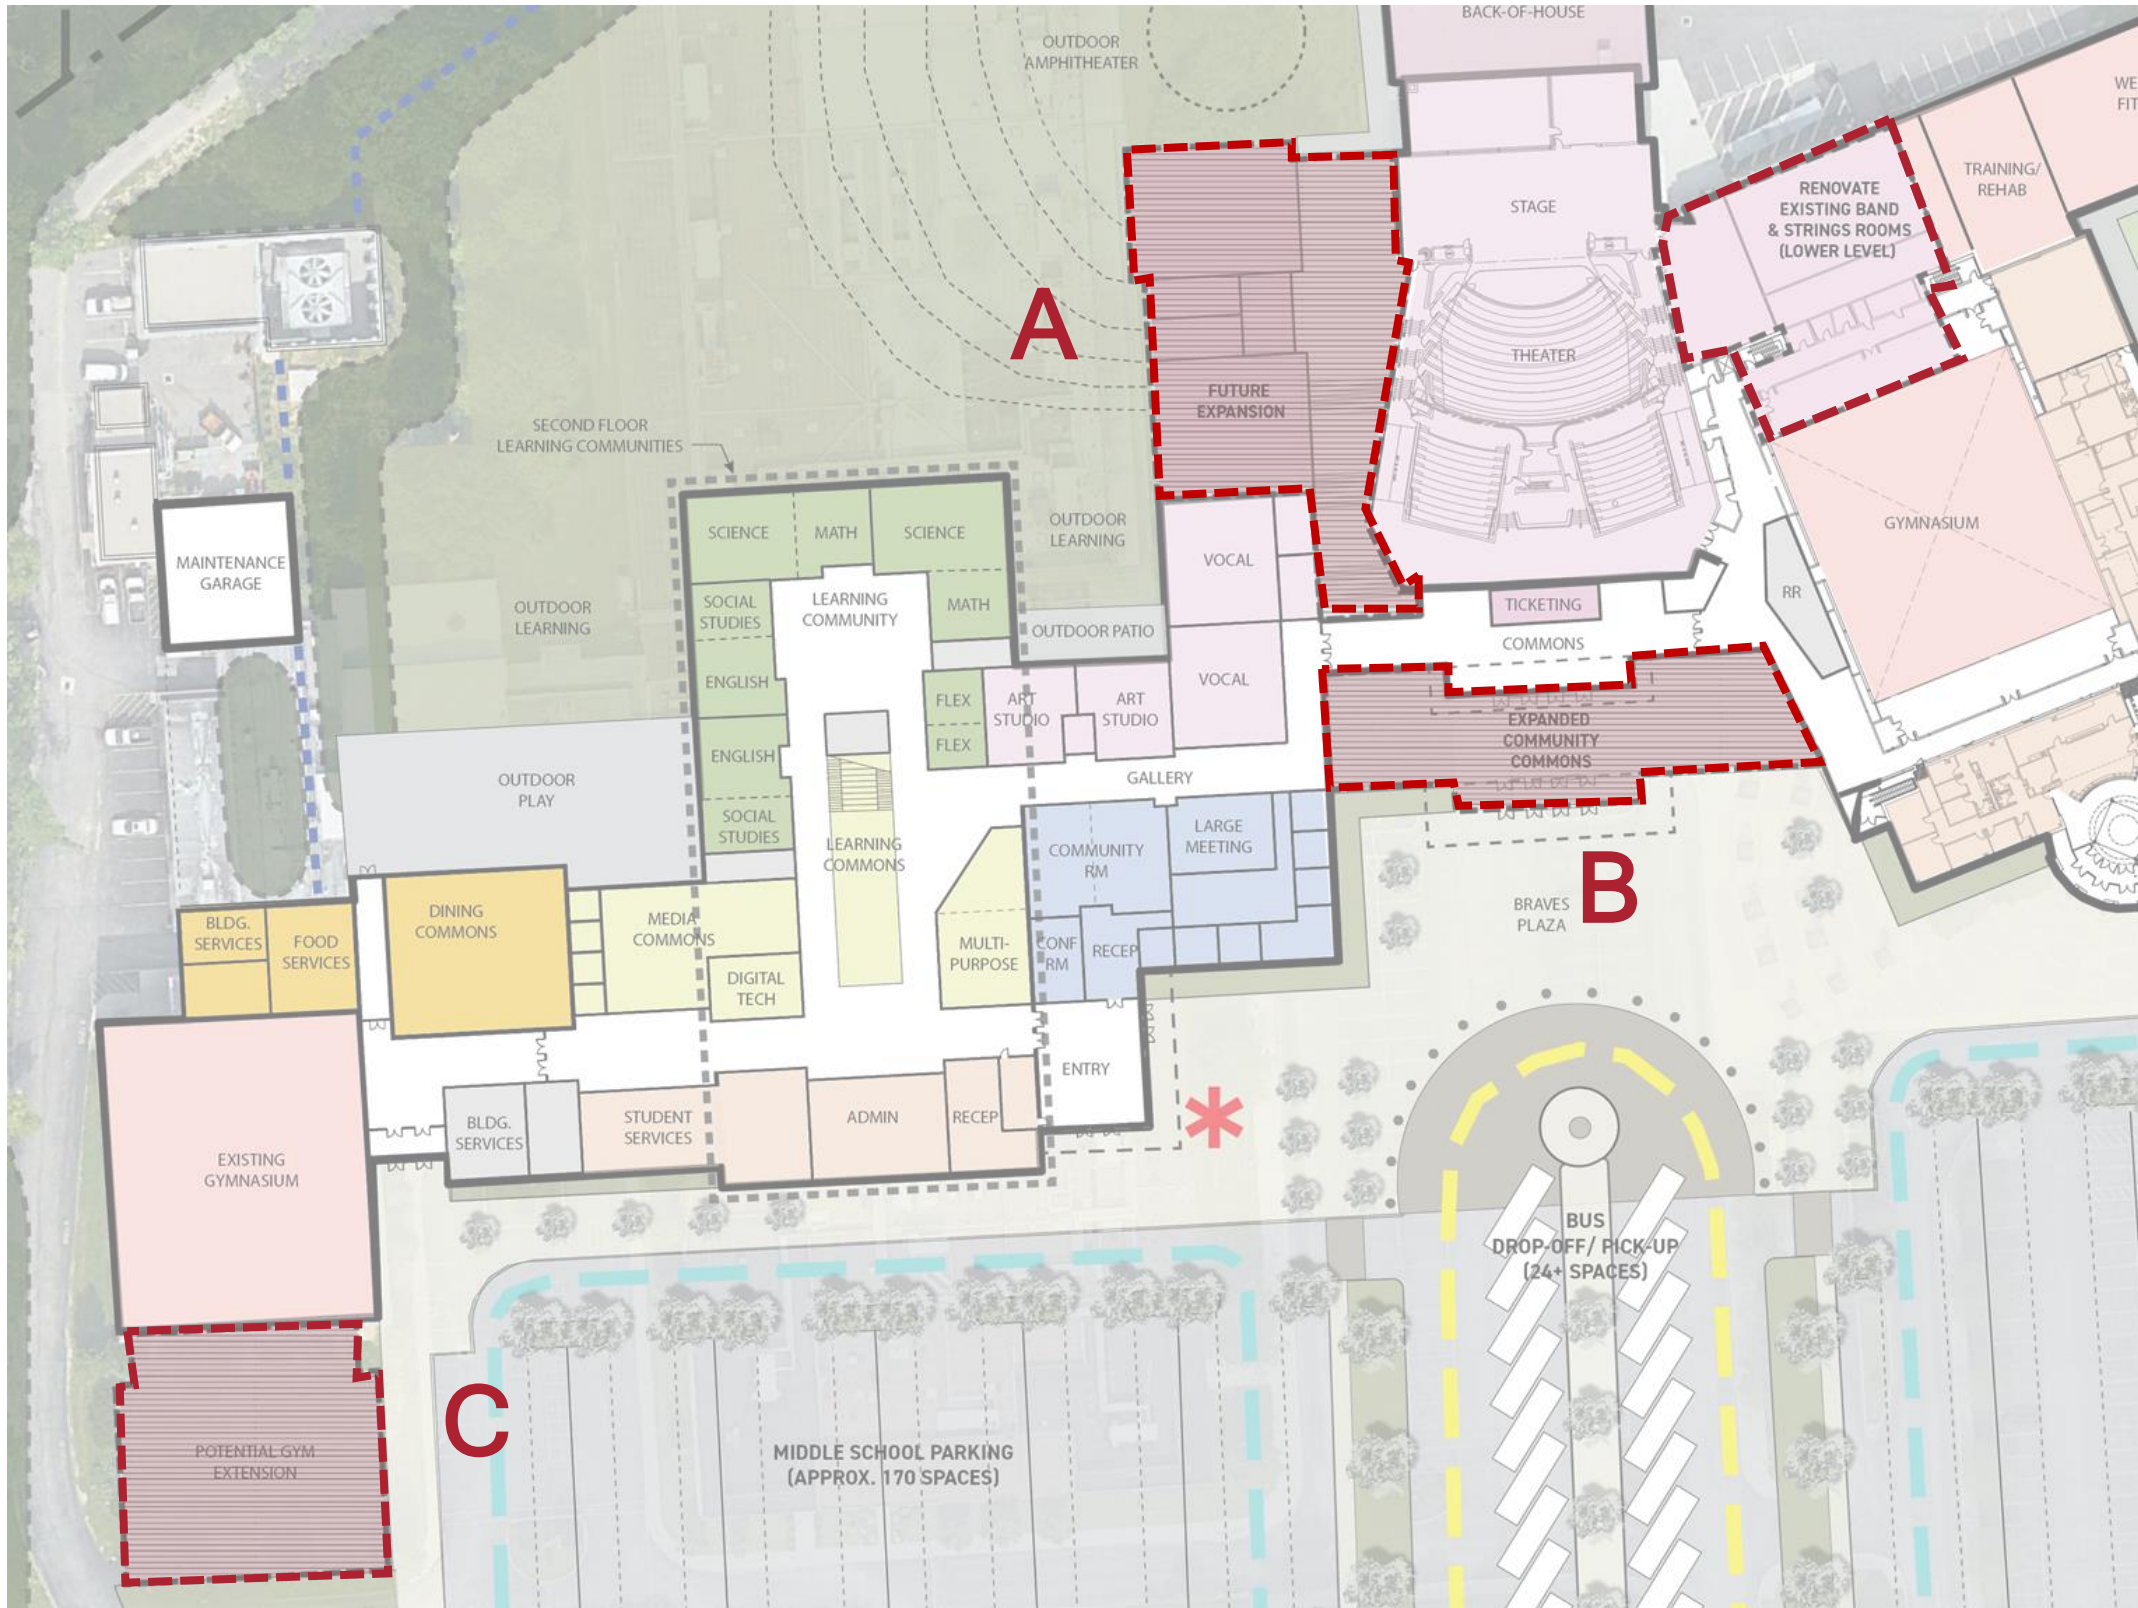 BACK-OF-HOUSE
OUTDOOR
AMPHITHEATER
WE
FIT
TRAINING/
REHAB
RENOVATE
EXISTING BAND
& STRINGS ROOMS
(LOWER LEVEL)
STAGE
A
THEATER
FUTURE
EXPANSION
SECOND FLOOR
LEARNING COMMUNITIES
GYMNASIUM
OUTDOOR
LEARNING
SCIENCE
MATH
SCIENCE
VOCAL
MAINTENANCE
GARAGE
OUTDOOR
LEARNING
SOCIAL
STUDIES
LEARNING
COMMUNITY
MATH
RR
TICKETING
OUTDOOR PATIO
COMMONS
ENGLISH
FLEX
ART
STUDIO
ART
STUDIO
VOCAL
FLEX
EXPANDED
COMMUNITY
COMMONS
ENGLISH
OUTDOOR
PLAY
GALLERY
SOCIAL
STUDIES
LEARNING
COMMONS
COMMUNITY
RM
LARGE
MEETING
B
BRAVES
PLAZA
BLDG.
SERVICES
FOOD
SERVICES
DINING
COMMONS
MEDIA
COMMONS
DIGITAL
TECH
MULTI-
PURPOSE
CONF
RM
RECEP
ENTRY
*
BLDG.
SERVICES
STUDENT
SERVICES
ADMIN
RECEP
EXISTING
GYMNASIUM
BUS
DROP-OFF/ PICK-UP
(24+ SPACES)
C
POTENTIAL GYM
EXTENSION
MIDDLE SCHOOL PARKING
(APPROX. 170 SPACES)